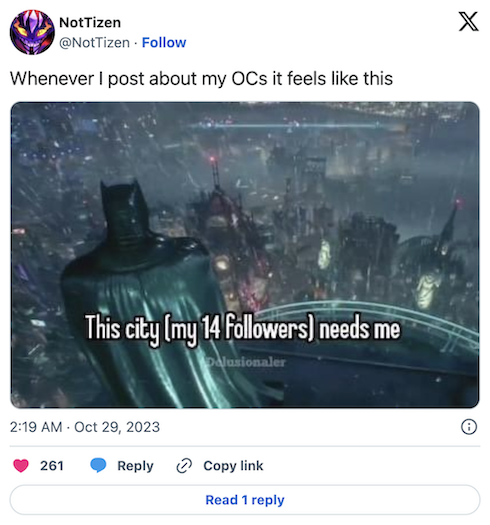 NotTizen
@NotTizen · Follow
Whenever I post about my OCs it feels like this
This city (my 14 followers) needs me
Delusionaler
2:19 AM · Oct 29, 2023
261 Reply Copy link
Read 1 reply